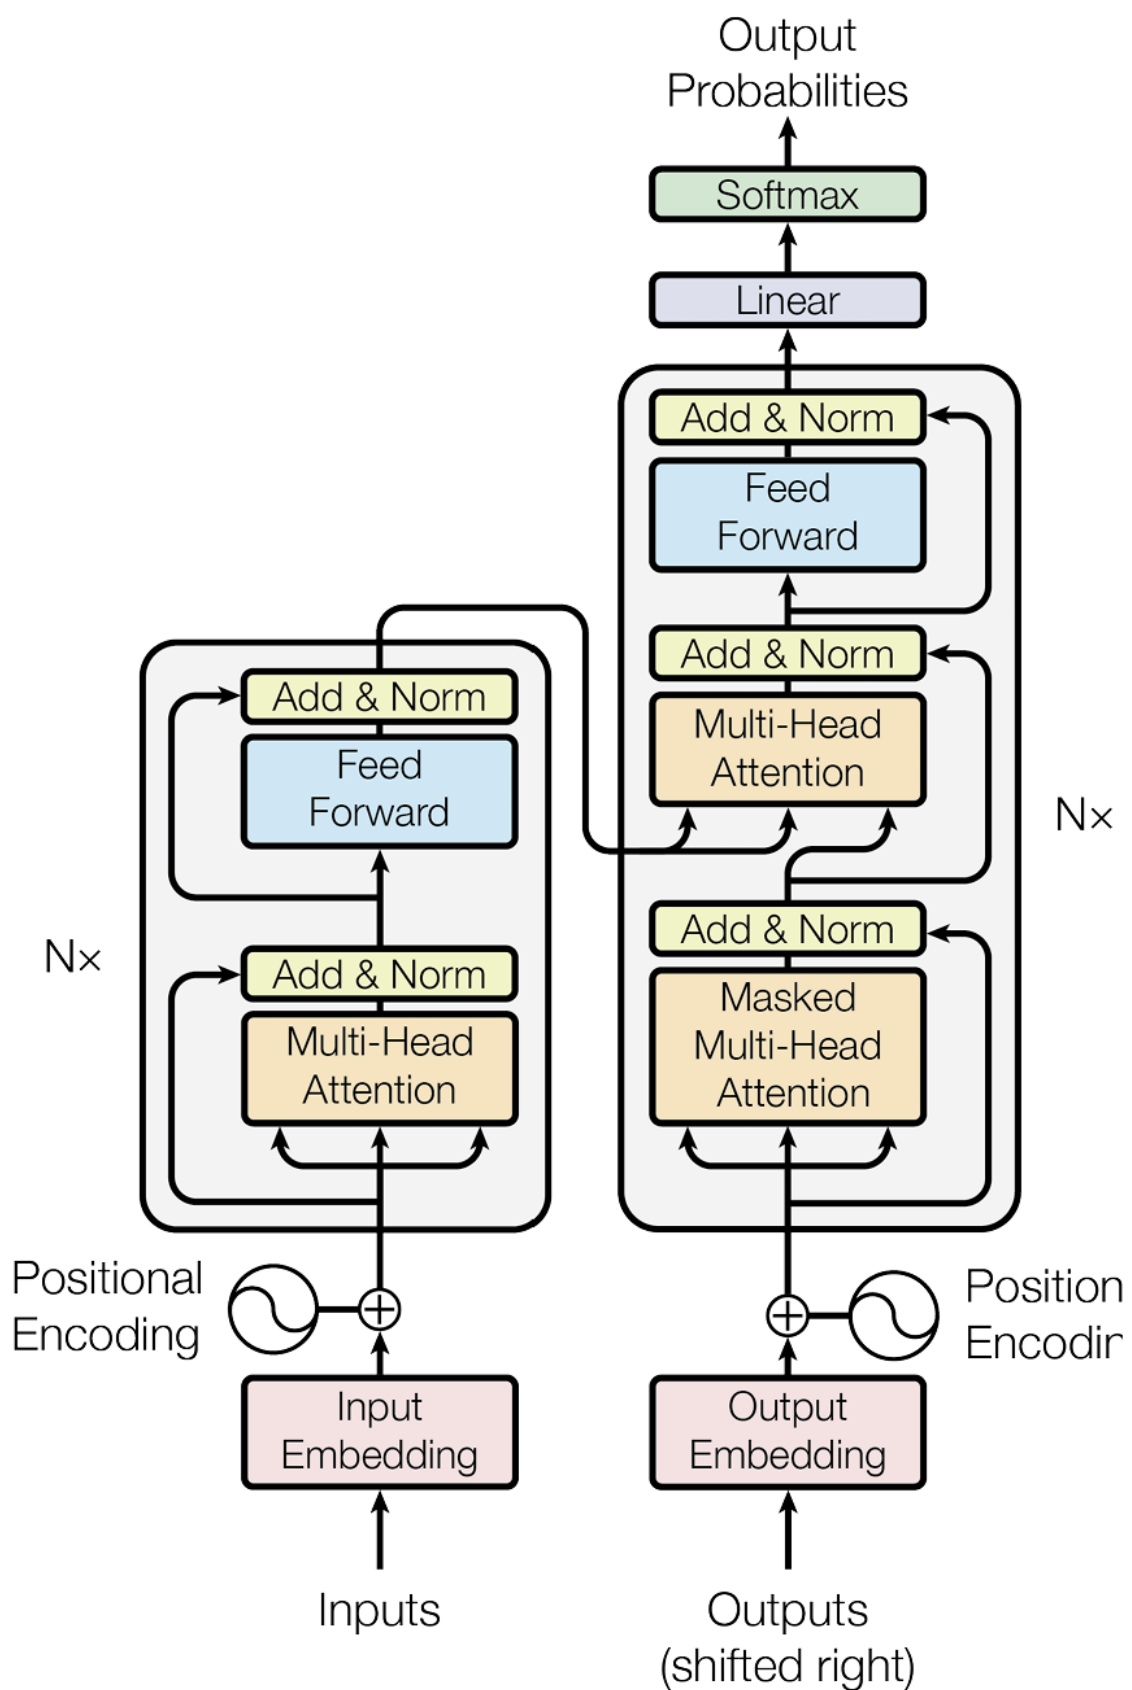 Output
Probabilities
Softmax
Linear
Add & Norm
Feed
Forward
Add & Norm
Multi-Head
Attention
Nx
Add & Norm
Masked
Multi-Head
Attention
Add & Norm
Feed
Forward
Nx
Add & Norm
Multi-Head
Attention
Positional
Encoding
Position
Encodin
Input
Embedding
Output
Embedding
Inputs
Outputs
(shifted right)